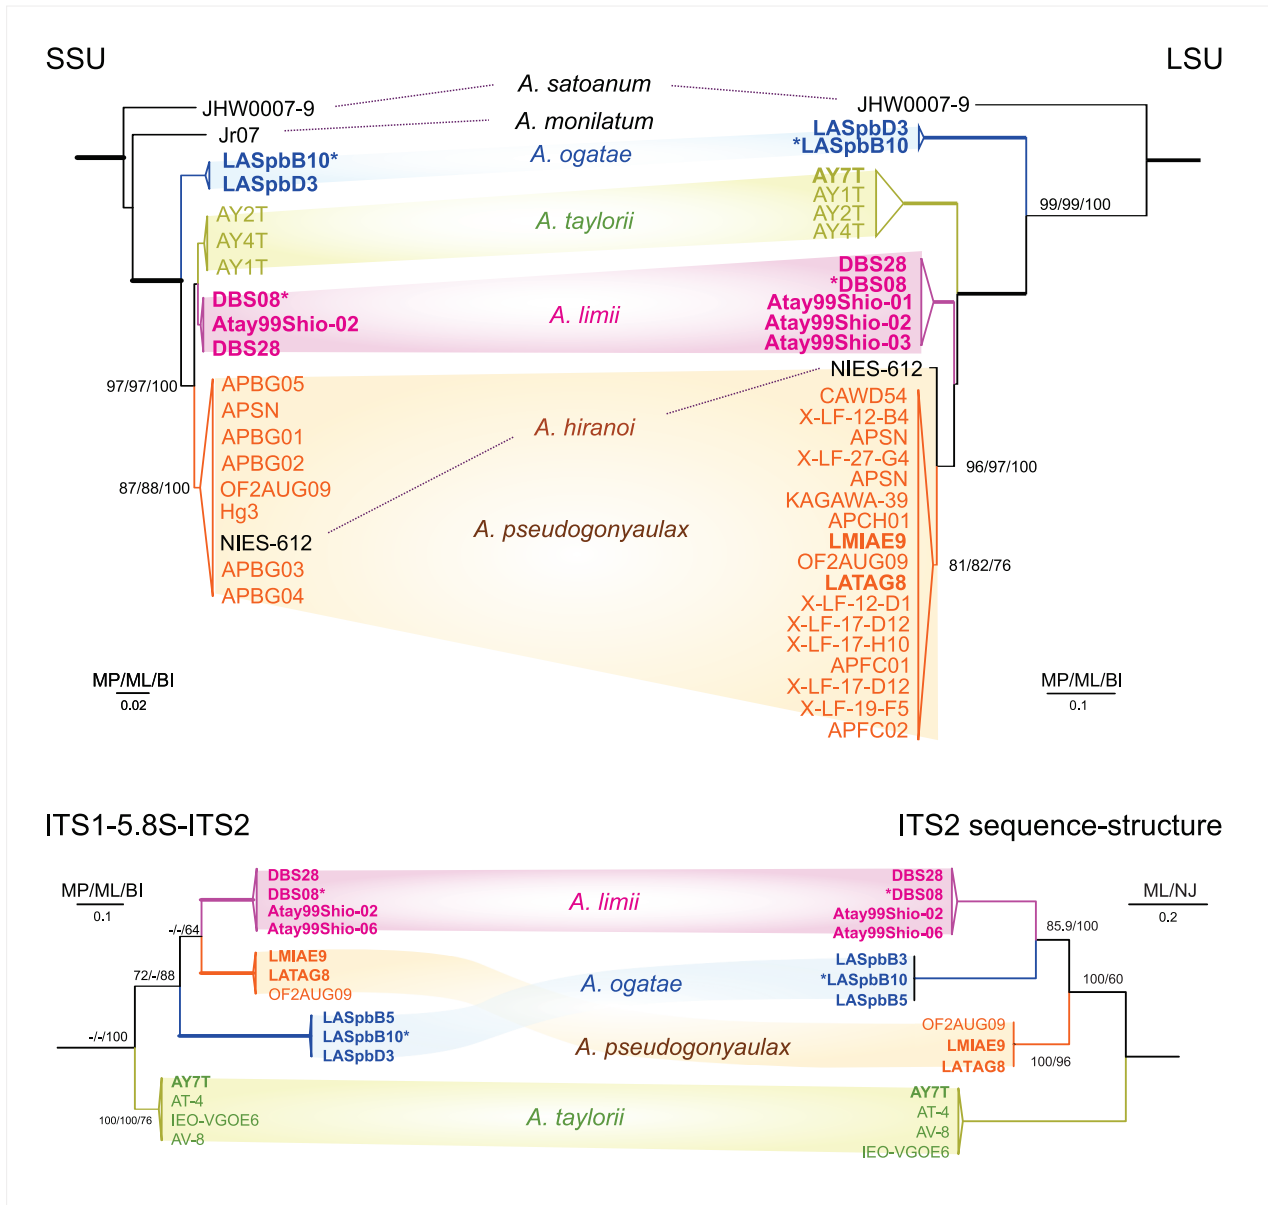 SSU
LSU
A. satoanum
JHW0007-9
JHW0007-9
A. monilatum
Jr07
LASpbB10*
LASpbD3
A. ogatae
LASpbD3
*LASpbB10
AY2T
AY4T
AY1T
A. taylorii
AY7T
AY1T
AY2T
AY4T
99/99/100
DBS08*
Atay99Shio-02
DBS28
A. limii
DBS28
*DBS08
Atay99Shio-01
Atay99Shio-02
Atay99Shio-03
97/97/100
87/88/100
APBG05
APSN
APBG01
APBG02
OF2AUG09
Hg3
NIES-612
APBG03
APBG04
A. hiranoi
A. pseudogonyaulax
NIES-612
CAWD54
X-LF-12-B4
APSN
X-LF-27-G4
APSN
KAGAWA-39
APCH01
LMIAE9
OF2AUG09
LATAG8
X-LF-12-D1
X-LF-17-D12
X-LF-17-H10
APFC01
X-LF-17-D12
X-LF-19-F5
APFC02
96/97/100
81/82/76
MP/ML/BI
0.02
MP/ML/BI
0.1
ITS1-5.8S-ITS2
ITS2 sequence-structure
MP/ML/BI
0.1
ML/NJ
0.2
DBS28
DBS08*
Atay99Shio-02
Atay99Shio-06
A. limii
DBS28
*DBS08
Atay99Shio-02
Atay99Shio-06
-/-/64
85,9/100
LMIAE9
LATAG8
OF2AUG09
72/-/88
A. ogatae
LASpbB3
*LASpbB10
LASpbB5
100/60
LASpbB5
LASpbB10*
LASpbD3
-/-/100
A. pseudogonyaulax
OF2AUG09
LMIAE9
LATAG8
100/96
AY7T
AT-4
IEO-VGOE6
AV-8
100/100/76
A. taylorii
AY7T
AT-4
AV-8
IEO-VGOE6